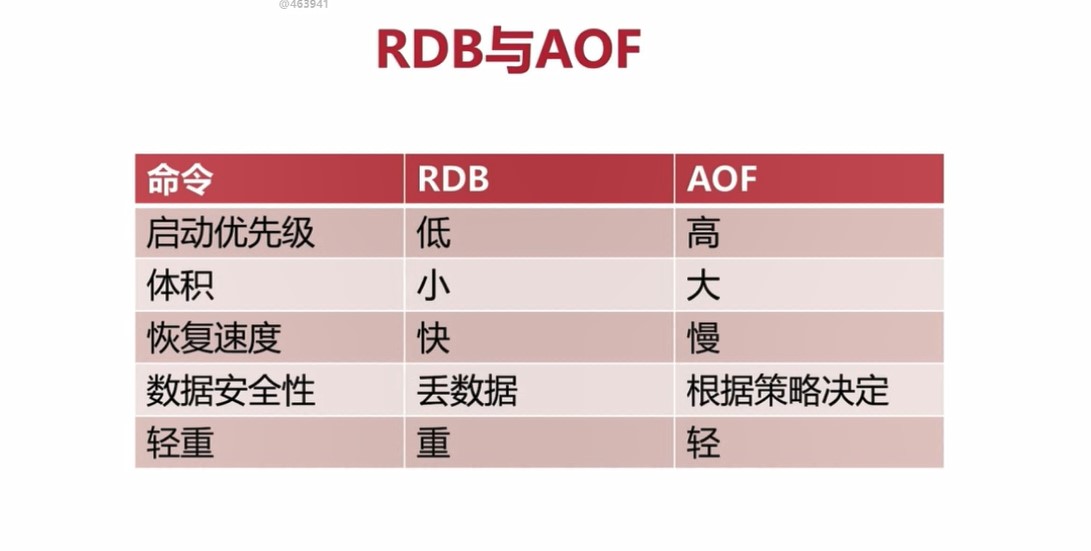 @463941
RDB与AOF
命令 RDB AOF
启动优先级 低 高
体积 小 大
恢复速度 快 慢
数据安全性 丢数据 根据策略决定
轻重 重 轻